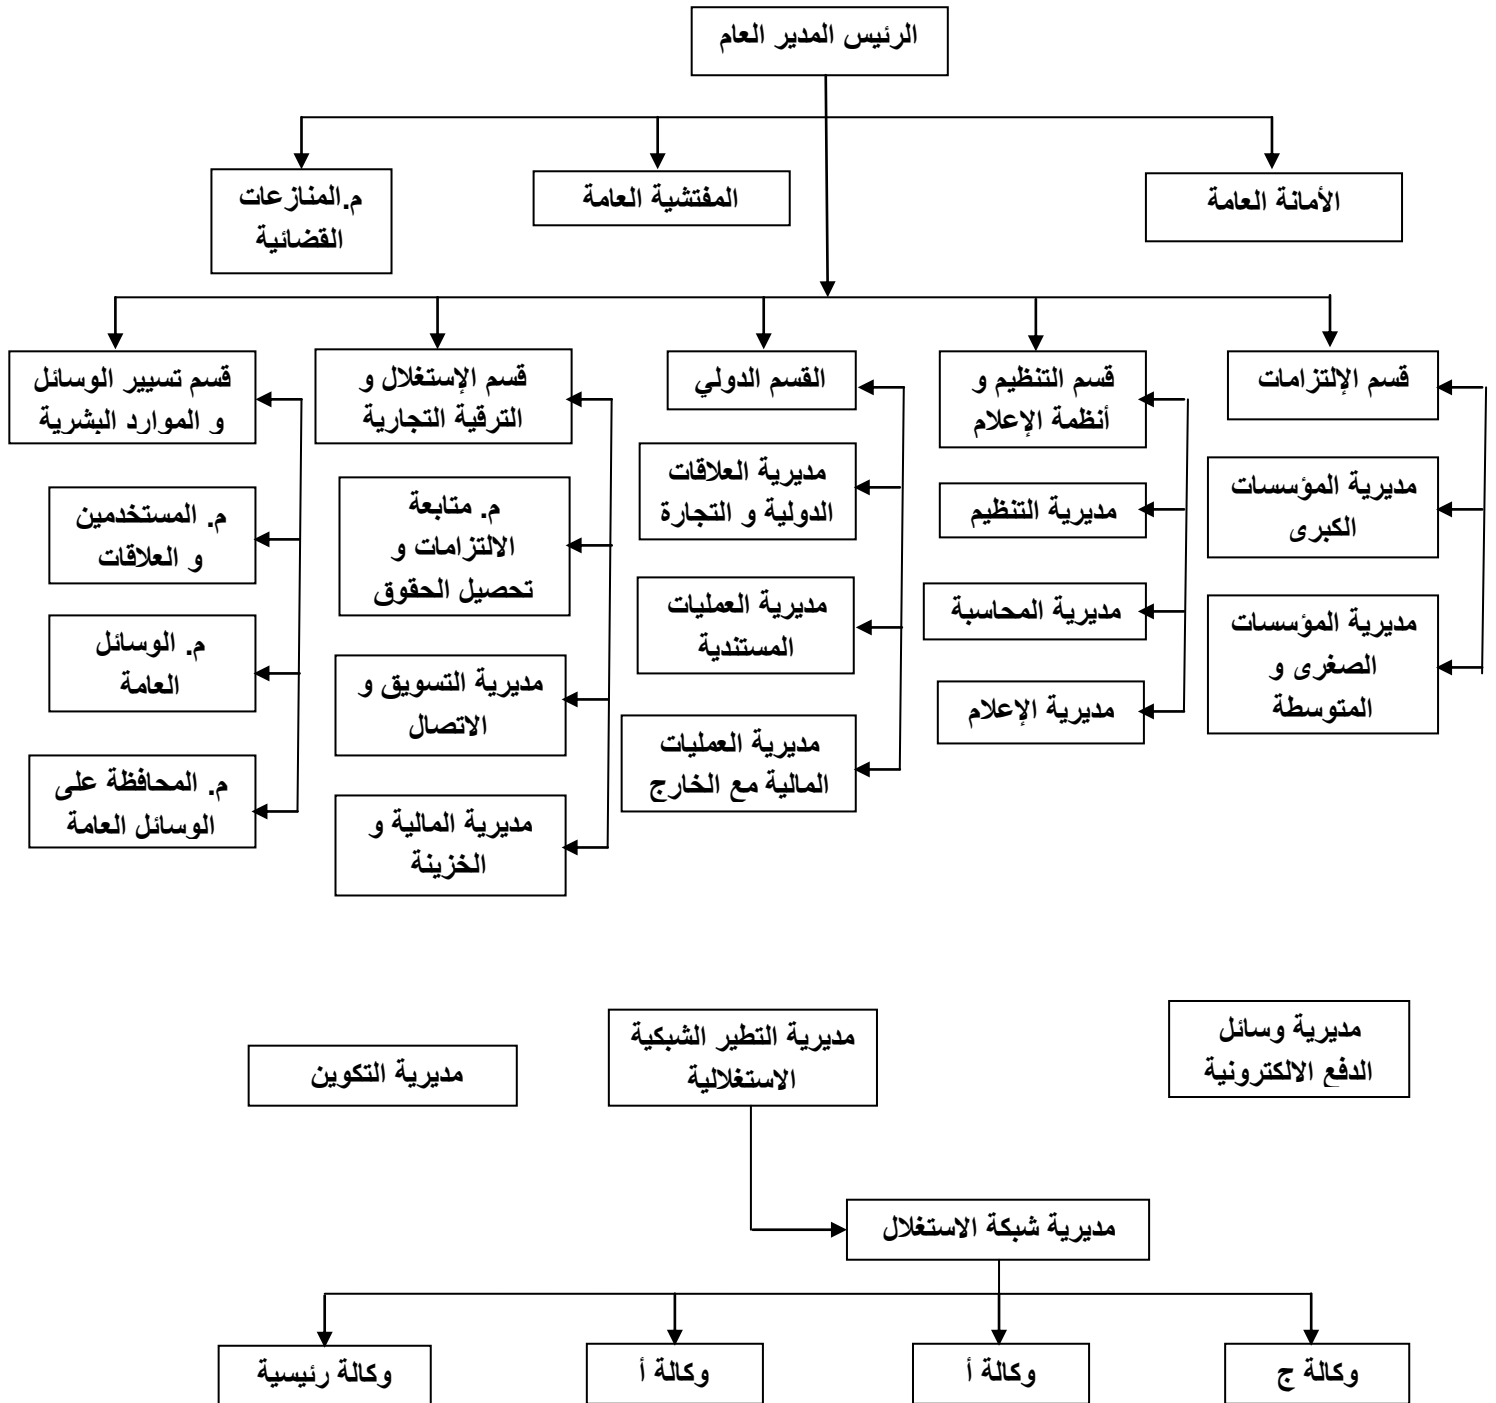 الرئيس المدير العام
الأمانة العامة
المفتشية العامة
م.المنازعات
القضائية
قسم الإلتزامات
مديرية المؤسسات
الكبرى
مديرية المؤسسات
الصغرى و
المتوسطة
قسم التنظيم و
أنظمة الإعلام
مديرية التنظيم
مديرية المحاسبة
مديرية الإعلام
القسم الدولي
مديرية العلاقات
الدولية و التجارة
مديرية العمليات
المستندية
مديرية العمليات
المالية مع الخارج
قسم الإستغلال و
الترقية التجارية
م. متابعة
الالتزامات و
تحصيل الحقوق
مديرية التسويق و
الاتصال
مديرية المالية و
الخزينة
قسم تسيير الوسائل
و الموارد البشرية
م. المستخدمين
و العلاقات
م. الوسائل
العامة
م. المحافظة على
الوسائل العامة
مديرية وسائل
الدفع الالكترونية
مديرية التطير الشبكية
الاستغلالية
مديرية التكوين
مديرية شبكة الاستغلال
وكالة ج
وكالة أ
وكالة أ
وكالة رئيسية